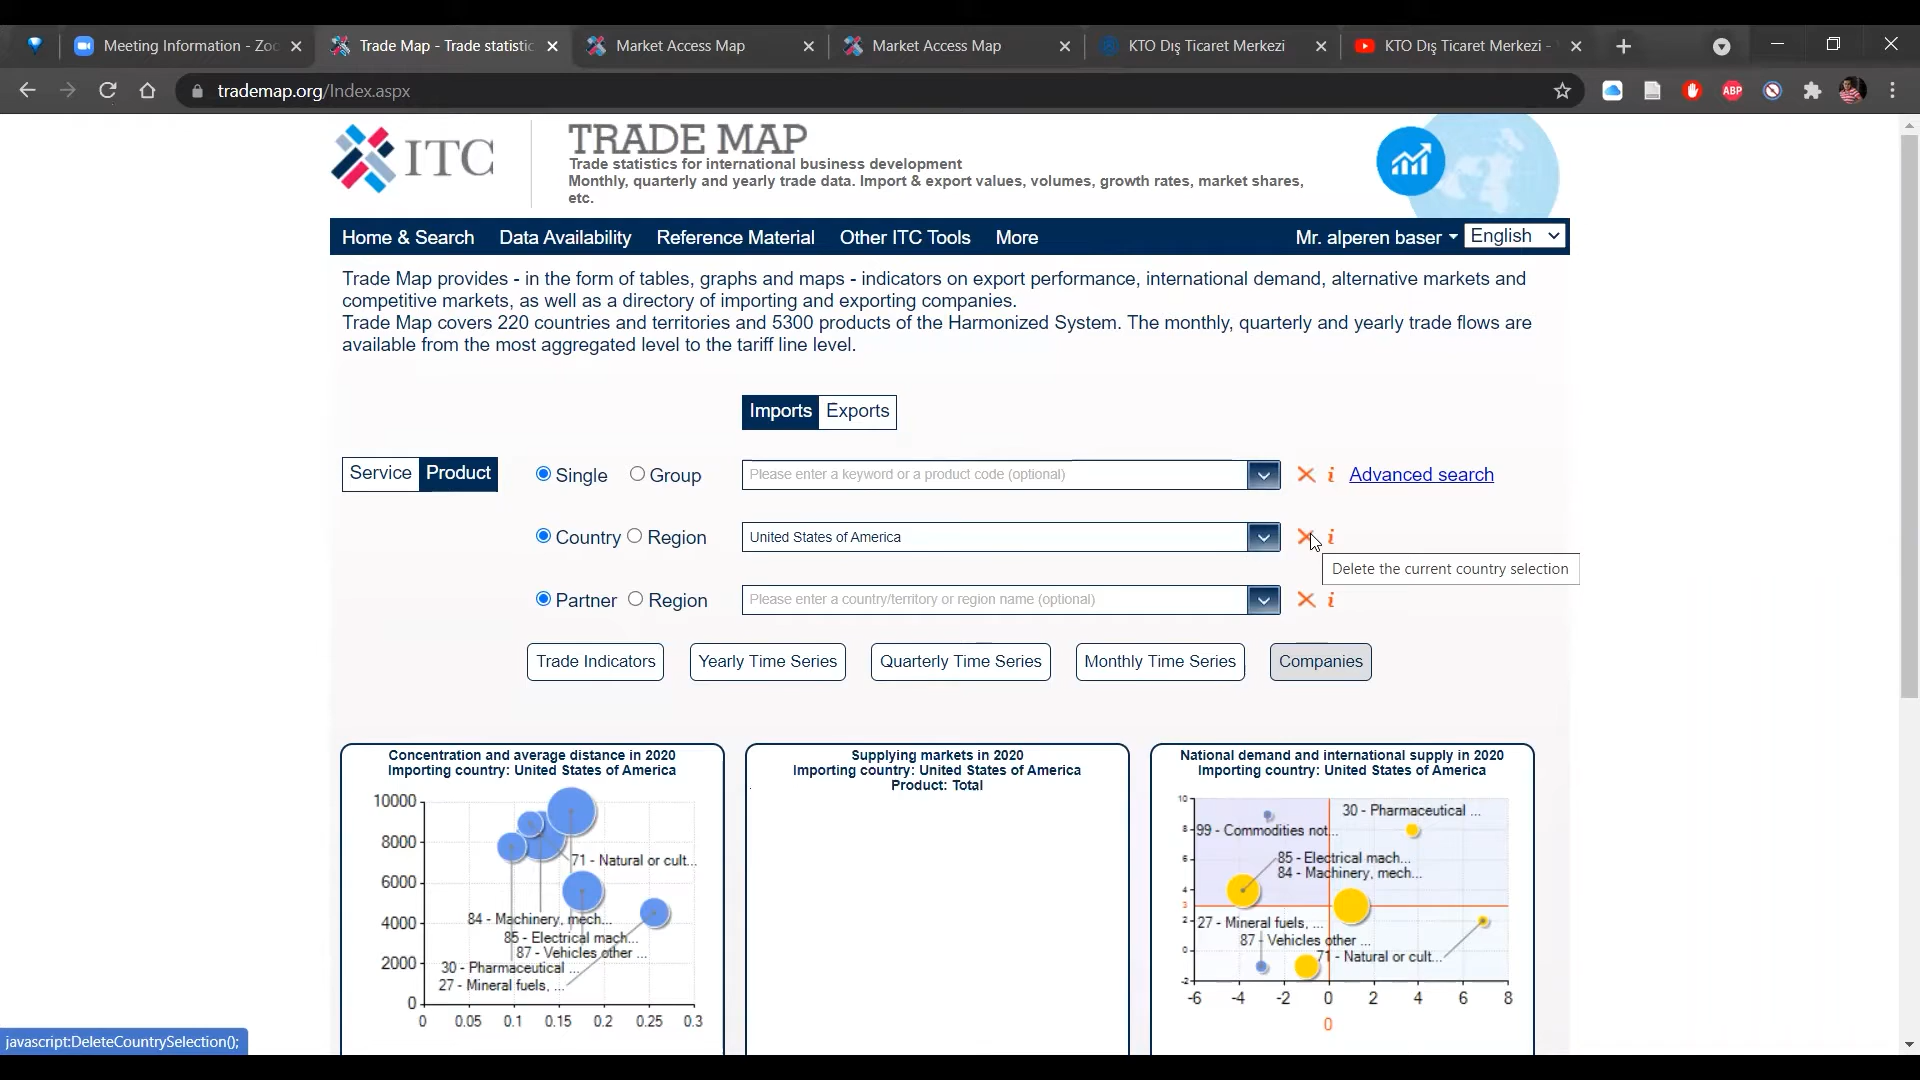 Meeting Information - Zoo
Trade Map - Trade statistic
Market Access Map
Market Access Map
KTO Dış Ticaret Merkezi
KTO Dış Ticaret Merkezi -
trademap.org/Index.aspx
ABP
ITC
TRADE MAP
Trade statistics for international business development
Monthly, quarterly and yearly trade data. Import & export values, volumes, growth rates, market shares,
etc.
Home & Search
Data Availability
Reference Material
Other ITC Tools
More
Mr. alperen baser
English
Trade Map provides - in the form of tables, graphs and maps - indicators on export performance, international demand, alternative markets and
competitive markets, as well as a directory of importing and exporting companies.
Trade Map covers 220 countries and territories and 5300 products of the Harmonized System. The monthly, quarterly and yearly trade flows are
available from the most aggregated level to the tariff line level.
Imports
Exports
Service
Product
Single
Group
Please enter a keyword or a product code (optional)
i
Advanced search
Country
Region
United States of America
i
Delete the current country selection
Partner
Region
Please enter a country/territory or region name (optional)
i
Trade Indicators
Yearly Time Series
Quarterly Time Series
Monthly Time Series
Companies
Concentration and average distance in 2020
Importing country: United States of America
10000
8000
6000
4000
2000
0
71 - Natural or cult...
84 - Machinery, mech...
85 - Electrical mach...
87 - Vehicles other ...
30 - Pharmaceutical ...
27 - Mineral fuels, ...
0 0.05 0.1 0.15 0.2 0.25 0.3
Supplying markets in 2020
Importing country: United States of America
Product: Total
National demand and international supply in 2020
Importing country: United States of America
10
8
6
4
3
2
0
-2
30 - Pharmaceutical ...
99 - Commodities not...
85 - Electrical mach...
84 - Machinery, mech...
27 - Mineral fuels, ...
87 - Vehicles other ...
71 - Natural or cult...
-6 -4 -2 0 2 4 6 8
0
javascript:DeleteCountrySelection();